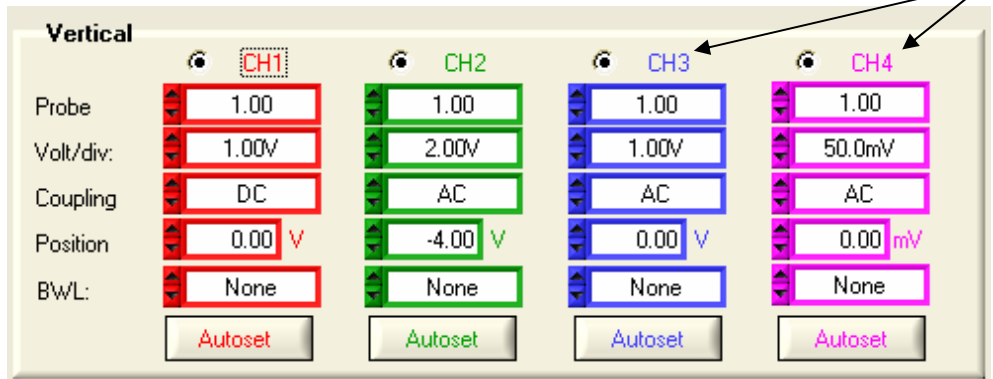 Vertical
CH1 CH2 CH3 CH4
Probe 1.00 1.00 1.00 1.00
Volt/div: 1.00V 2.00V 1.00V 50.0mV
Coupling DC AC AC AC
Position 0.00 V -4.00 V 0.00 V 0.00 mV
BWL: None None None None
Autoset Autoset Autoset Autoset